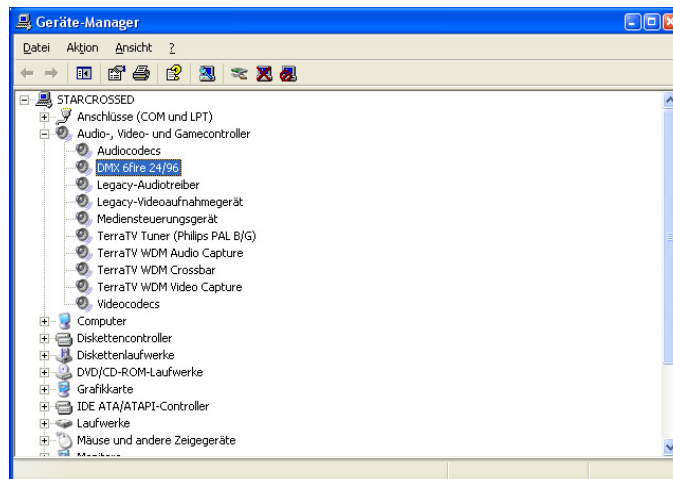 Geräte-Manager
Datei Aktion Ansicht ?
STARCROSSED
Anschlüsse (COM und LPT)
Audio-, Video- und Gamecontroller
Audiocodecs
DMX 6fire 24/96
Legacy-Audiotreiber
Legacy-Videoaufnahmegerät
Mediensteuerungsgerät
TerraTV Tuner (Philips PAL B/G)
TerraTV WDM Audio Capture
TerraTV WDM Crossbar
TerraTV WDM Video Capture
Videocodecs
Computer
Diskettencontroller
Diskettenlaufwerke
DVD/CD-ROM-Laufwerke
Grafikkarte
IDE ATA/ATAPI-Controller
Laufwerke
Mäuse und andere Zeigegeräte